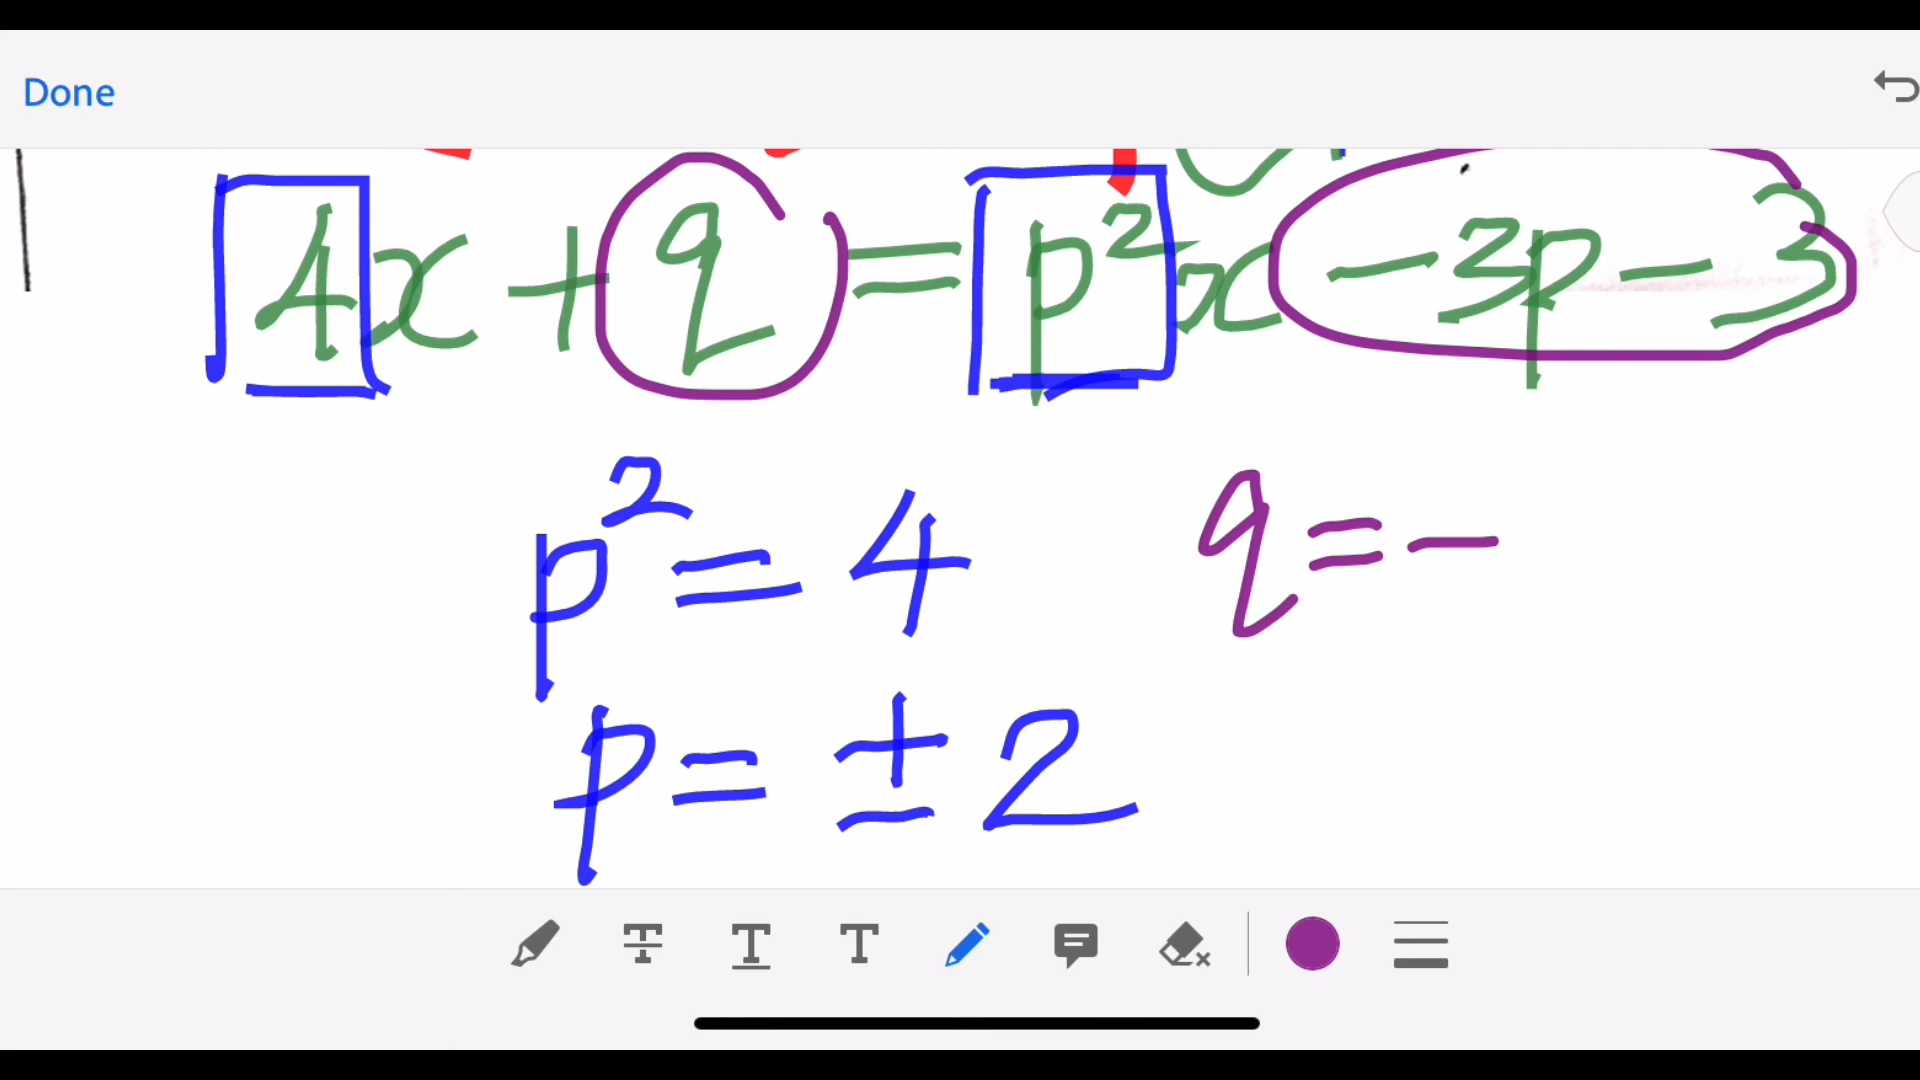 Done
4x + q = p²x - 3p - 3
p² = 4 q = -
p = ± 2